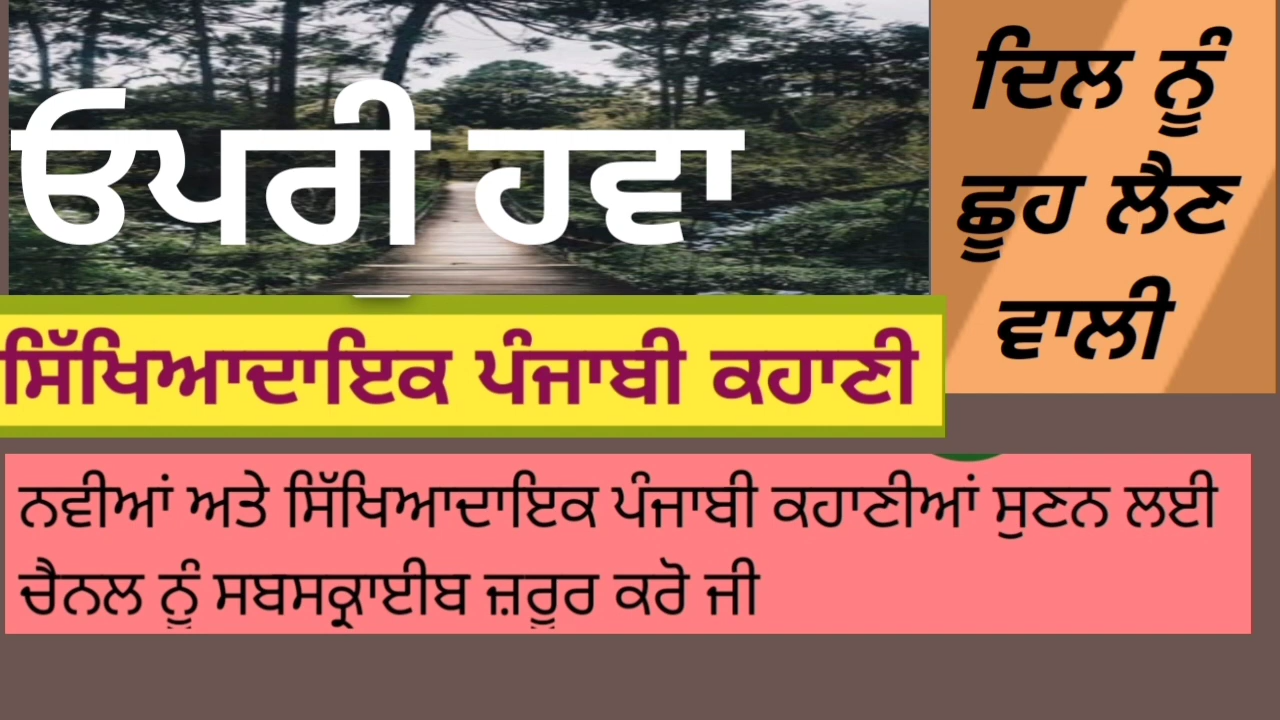 ਓਪਰੀ ਹਵਾ
ਦਿਲ ਨੂੰ
ਛੂਹ ਲੈਣ
ਵਾਲੀ
ਸਿੱਖਿਆਦਾਇਕ ਪੰਜਾਬੀ ਕਹਾਣੀ
ਨਵੀਆਂ ਅਤੇ ਸਿੱਖਿਆਦਾਇਕ ਪੰਜਾਬੀ ਕਹਾਣੀਆਂ ਸੁਣਨ ਲਈ
ਚੈਨਲ ਨੂੰ ਸਬਸਕ੍ਰਾਈਬ ਜ਼ਰੂਰ ਕਰੋ ਜੀ